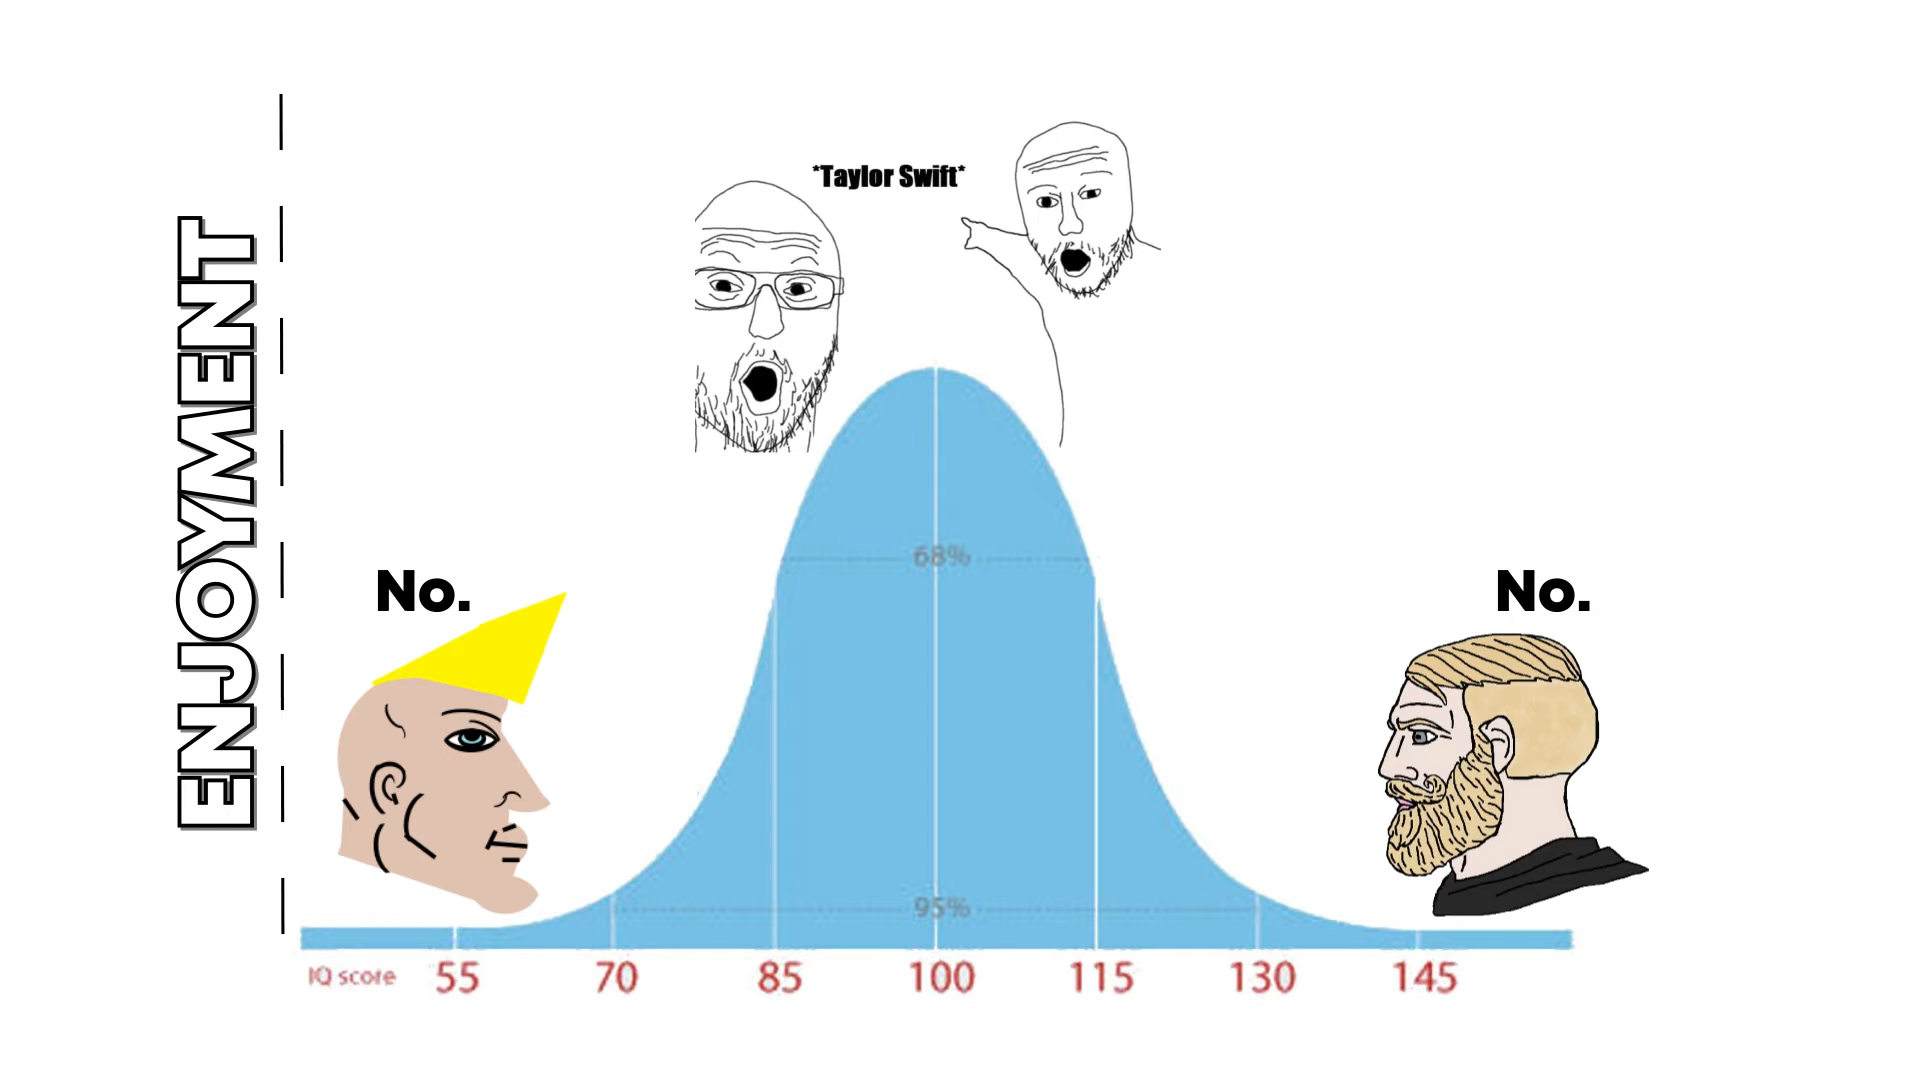 ENJOYMENT
*Taylor Swift*
No.
No.
68%
95%
IQ score 55 70 85 100 115 130 145